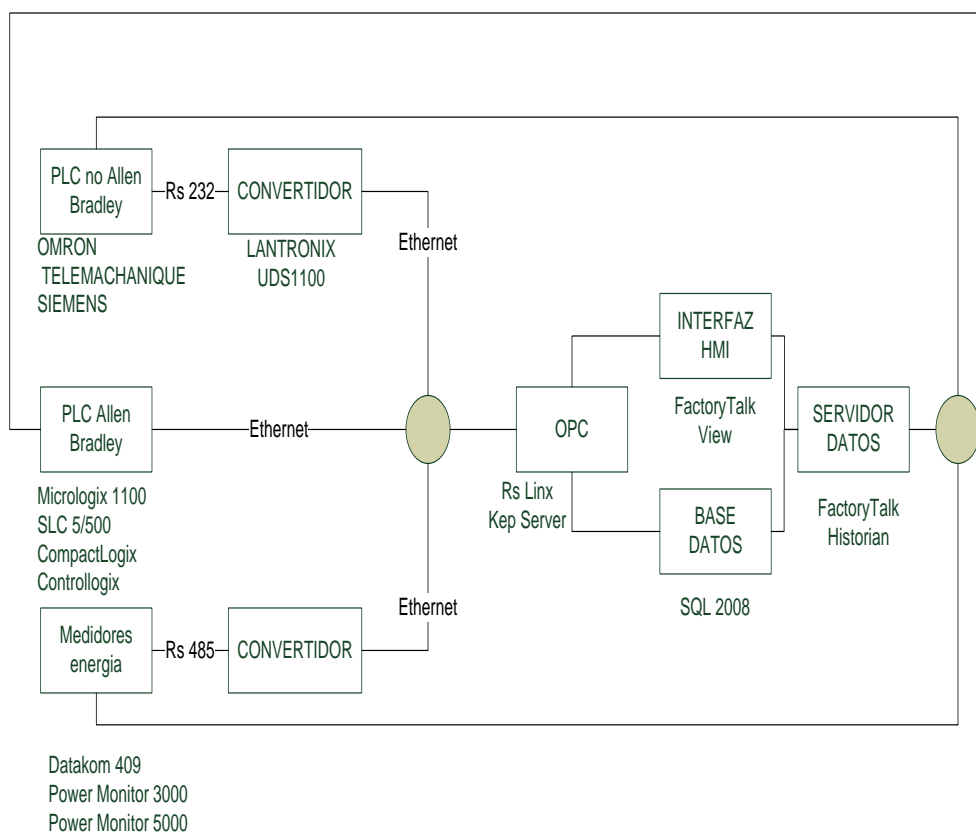 PLC no Allen
Bradley
Rs 232
CONVERTIDOR
OMRON
TELEMACHANIQUE
SIEMENS
LANTRONIX
UDS1100
Ethernet
PLC Allen
Bradley
Ethernet
Micrologix 1100
SLC 5/500
CompactLogix
Controllogix
OPC
Rs Linx
Kep Server
INTERFAZ
HMI
FactoryTalk
View
BASE
DATOS
SQL 2008
SERVIDOR
DATOS
FactoryTalk
Historian
Ethernet
Medidores
energia
Rs 485
CONVERTIDOR
Datakom 409
Power Monitor 3000
Power Monitor 5000